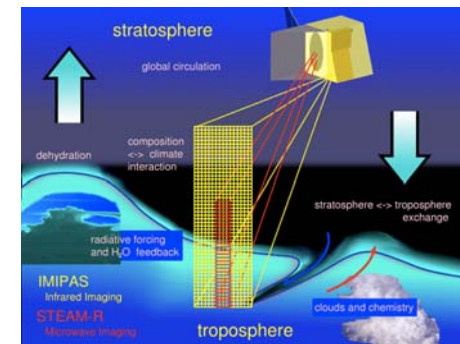 stratosphere
global circulation
composition
<-> climate
interaction
dehydration
stratosphere <-> troposphere
exchange
radiative forcing
and H₂O feedback
IMIPAS
Infrared Imaging
STEAM-R
Microwave Imaging
troposphere
clouds and chemistry